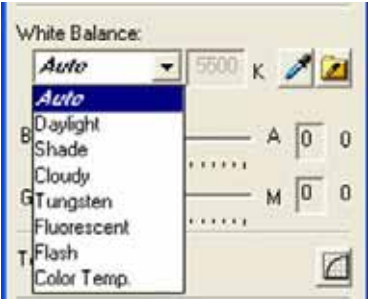 White Balance:
Auto 5500 K
Auto
Daylight
B A 0 0
Shade
Cloudy
G Tungsten M 0 0
Fluorescent
Flash
T
Color Temp.